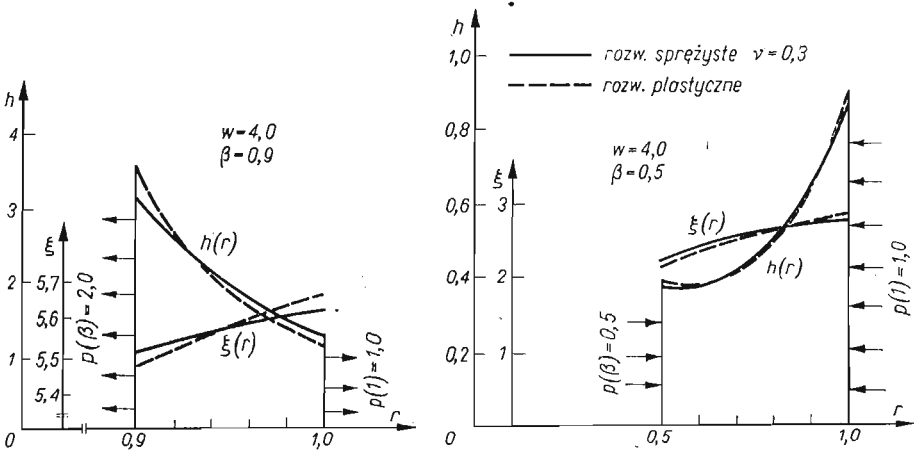 h
4
3
2
1
0
ξ
5,7
5,6
5,5
5,4
w=4,0
β=0,9
h(r)
ξ(r)
p(β)=2,0
p(1)=1,0
0,9
1,0
r
h
1,0
0,8
0,6
0,4
0,2
0
ξ
3
2
1
rozw. sprężyste ν=0,3
rozw. plastyczne
w=4,0
β=0,5
ξ(r)
h(r)
p(β)=0,5
p(1)=1,0
0,5
1,0
r